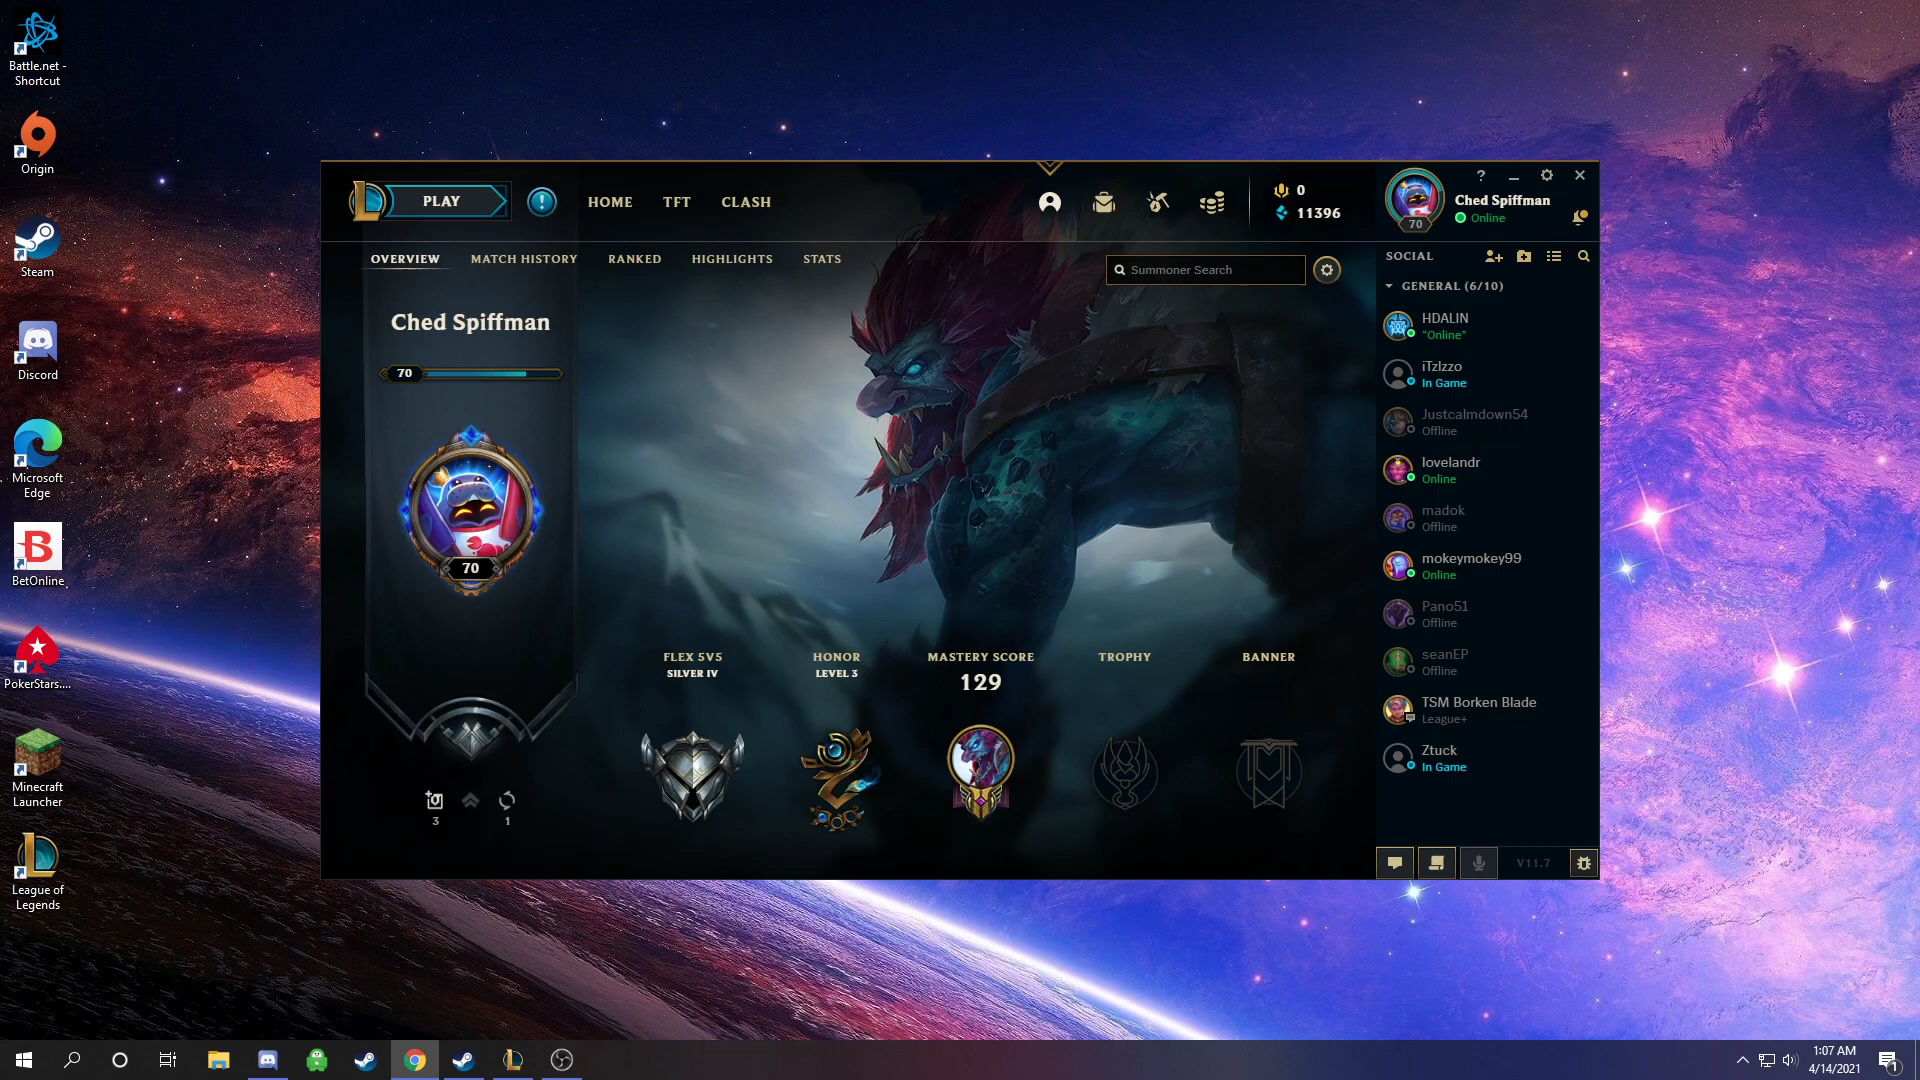 Battle.net -
Shortcut
Origin
Steam
Discord
Microsoft
Edge
BetOnline
PokerStars....
Minecraft
Launcher
League of
Legends
PLAY
HOME
TFT
CLASH
0
11396
70
Ched Spiffman
Online
OVERVIEW
MATCH HISTORY
RANKED
HIGHLIGHTS
STATS
Summoner Search
Ched Spiffman
70
70
3
1
FLEX 5V5
SILVER IV
HONOR
LEVEL 3
MASTERY SCORE
129
TROPHY
BANNER
SOCIAL
GENERAL (6/10)
HDALIN
"Online"
iTzlzzo
In Game
Justcalmdown54
Offline
lovelandr
Online
madok
Offline
mokeymokey99
Online
Pano51
Offline
seanEP
Offline
TSM Borken Blade
League+
Ztuck
In Game
V11.7
1:07 AM
4/14/2021
1